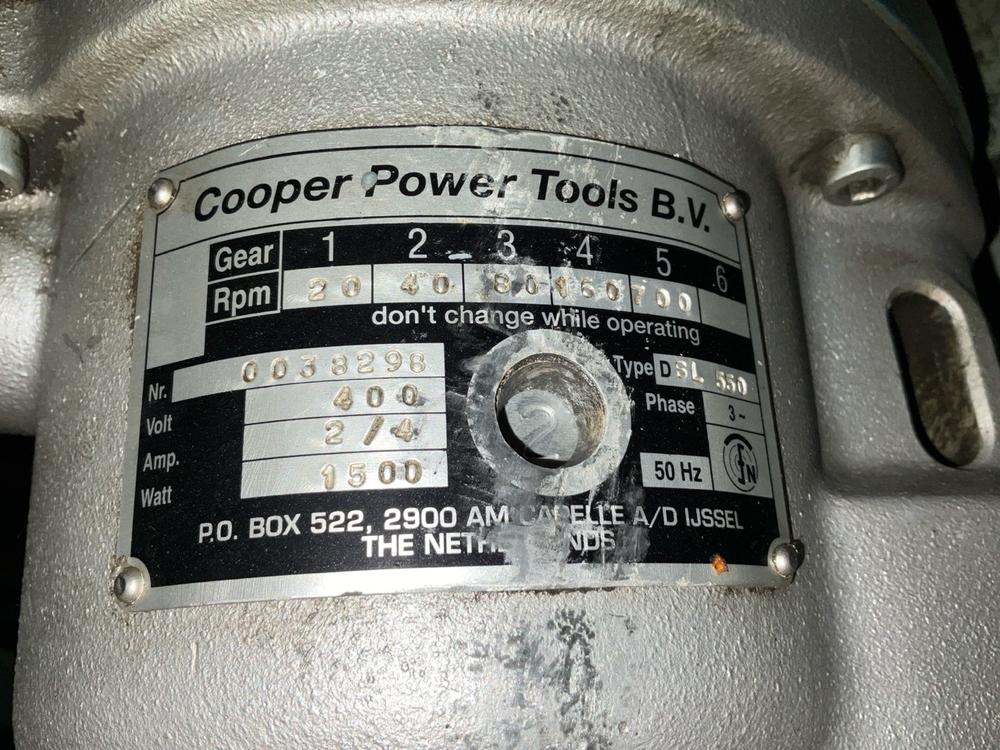 Cooper Power Tools B.V.
Gear 1 2 3 4 5 6
Rpm 20 40 80 160 700
don't change while operating
Nr. 0038298 Type DSL 550
Volt 400 Phase 3~
Amp. 2/4
Watt 1500 50 Hz
2
P.O. BOX 522, 2900 AM CAPELLE A/D IJSSEL
THE NETHERLANDS